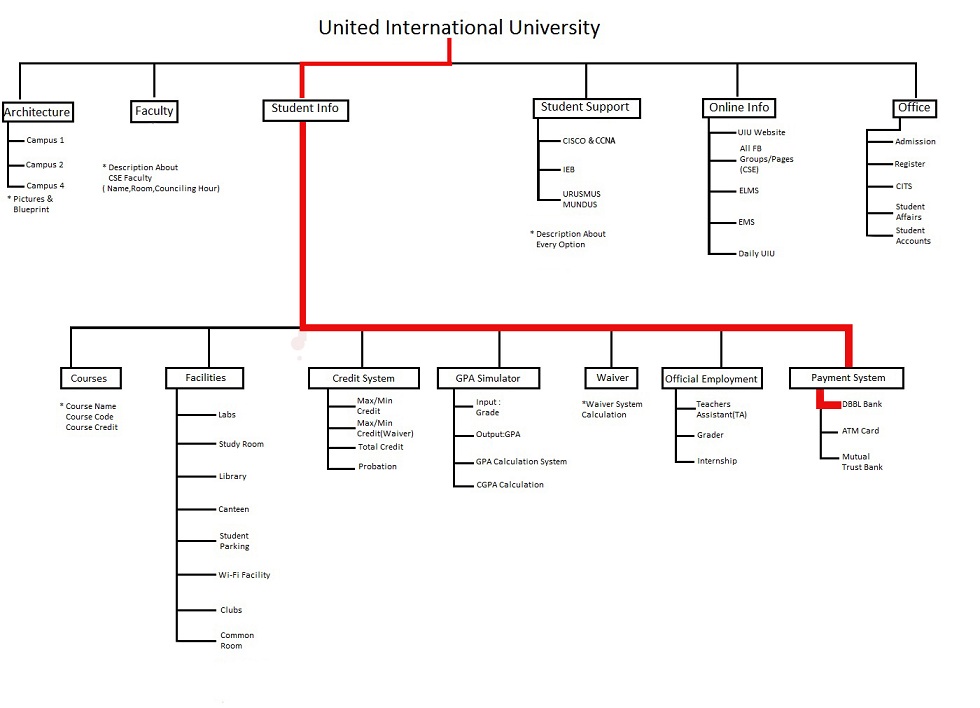 United International University
Architecture
Campus 1
Campus 2
Campus 4
* Pictures &
Blueprint
Faculty
* Description About
CSE Faculty
( Name,Room,Counciling Hour)
Student Info
Student Support
CISCO & CCNA
IEB
URUSMUS
MUNDUS
* Description About
Every Option
Online Info
UIU Website
All FB
Groups/Pages
(CSE)
ELMS
EMS
Daily UIU
Office
Admission
Register
CITS
Student
Affairs
Student
Accounts
Courses
* Course Name
Course Code
Course Credit
Facilities
Labs
Study Room
Library
Canteen
Student
Parking
Wi-Fi Facility
Clubs
Common
Room
Credit System
Max/Min
Credit
Max/Min
Credit(Waiver)
Total Credit
Probation
GPA Simulator
Input :
Grade
Output:GPA
GPA Calculation System
CGPA Calculation
Waiver
*Waiver System
Calculation
Official Employment
Teachers
Assistant(TA)
Grader
Internship
Payment System
DBBL Bank
ATM Card
Mutual
Trust Bank